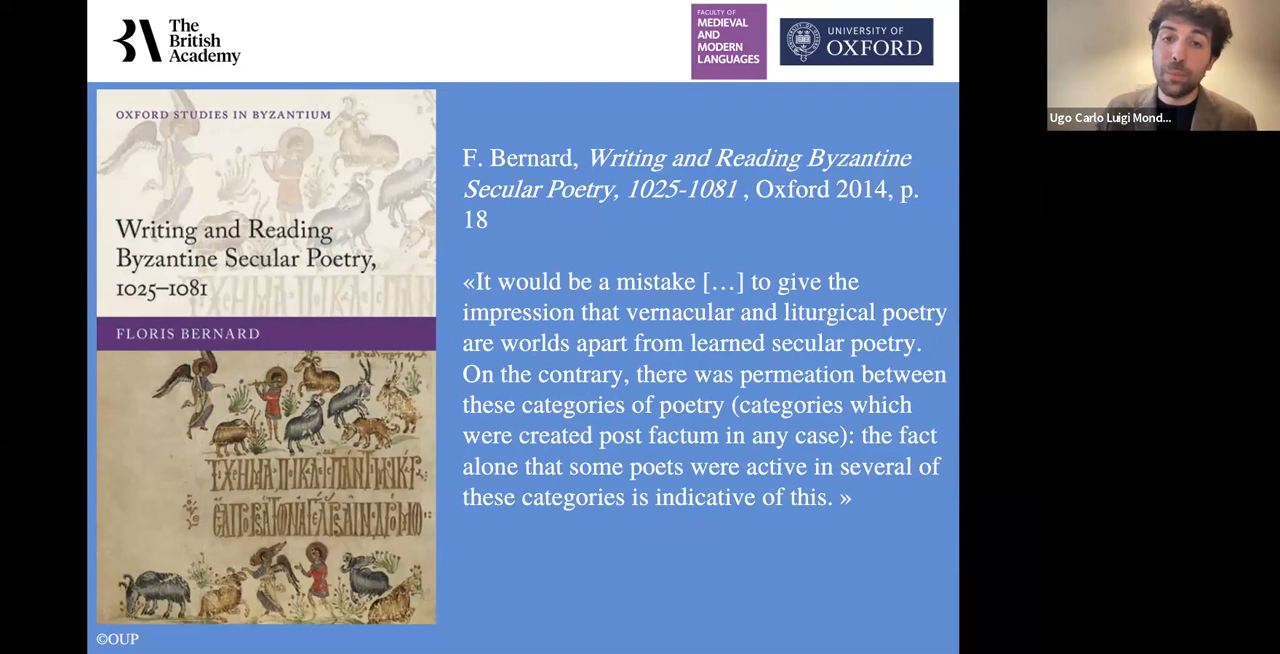 The
British
Academy
FACULTY OF
MEDIEVAL
AND
MODERN
LANGUAGES
UNIVERSITY OF
OXFORD
Ugo Carlo Luigi Mond...
OXFORD STUDIES IN BYZANTIUM
Writing and Reading
Byzantine Secular Poetry,
1025–1081
FLORIS BERNARD
©OUP
F. Bernard, Writing and Reading Byzantine
Secular Poetry, 1025-1081 , Oxford 2014, p.
18
«It would be a mistake […] to give the
impression that vernacular and liturgical poetry
are worlds apart from learned secular poetry.
On the contrary, there was permeation between
these categories of poetry (categories which
were created post factum in any case): the fact
alone that some poets were active in several of
these categories is indicative of this. »